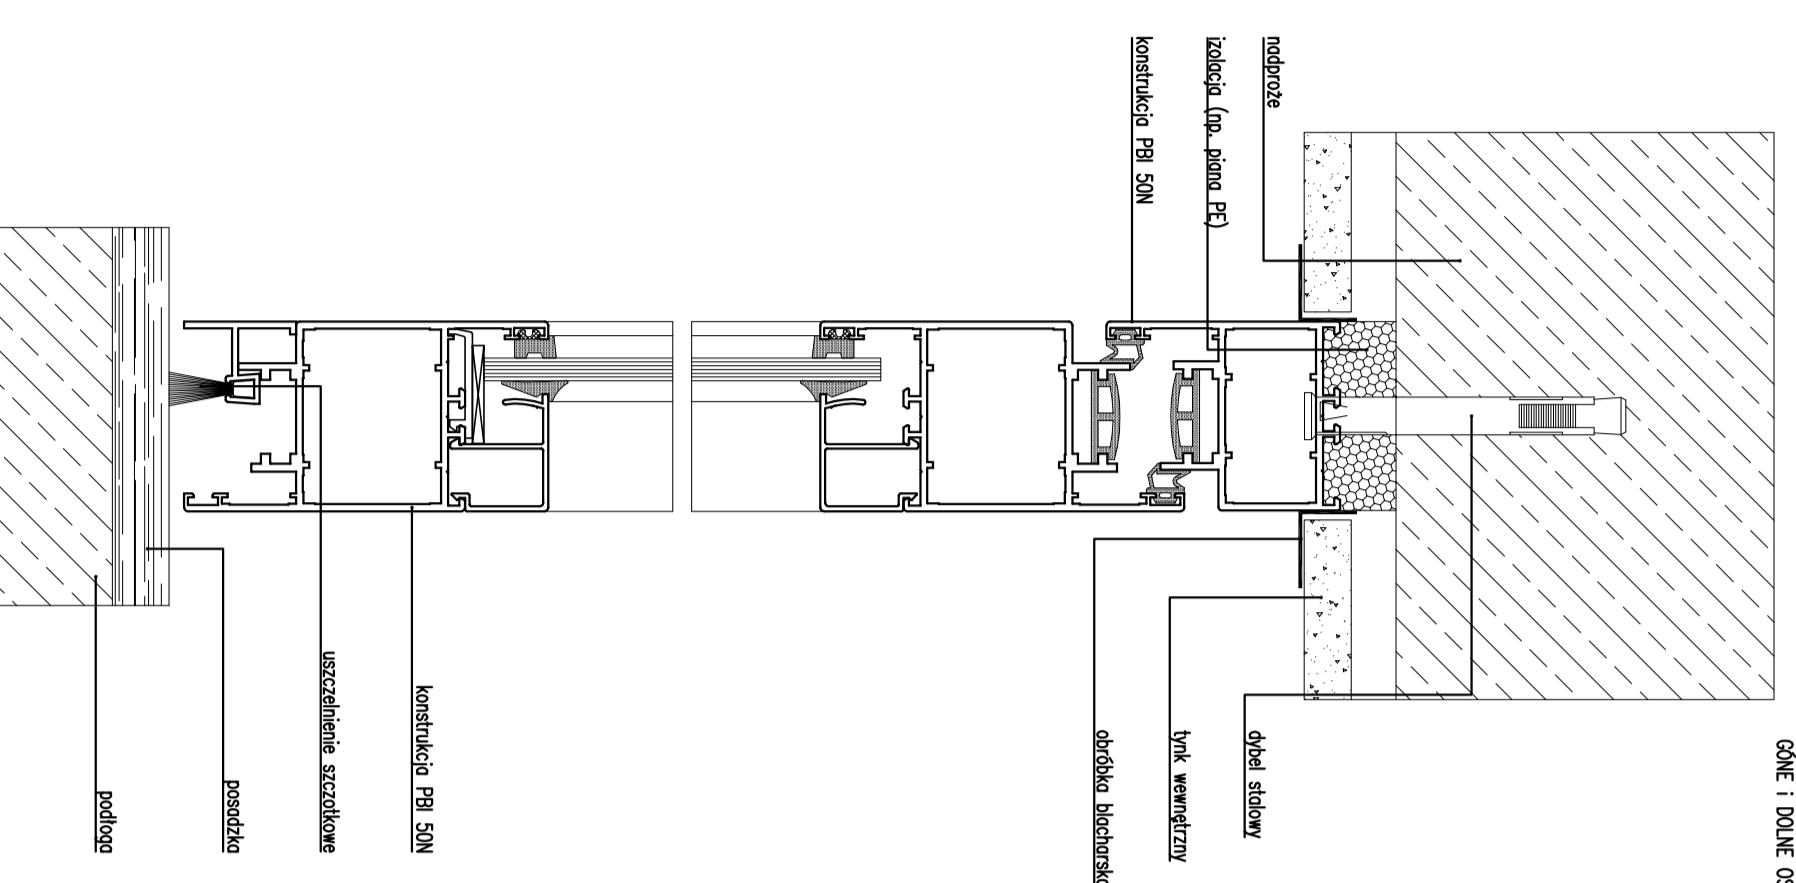 GÓNE i DOLNE
nadproże
izolacja (np. piana PE)
konstrukcja PBI 50N
dybel stalowy
tynk wewnętrzny
obróbka blacharska
konstrukcja PBI 50N
uszczelnienie szczotkowe
posadzka
podłoga